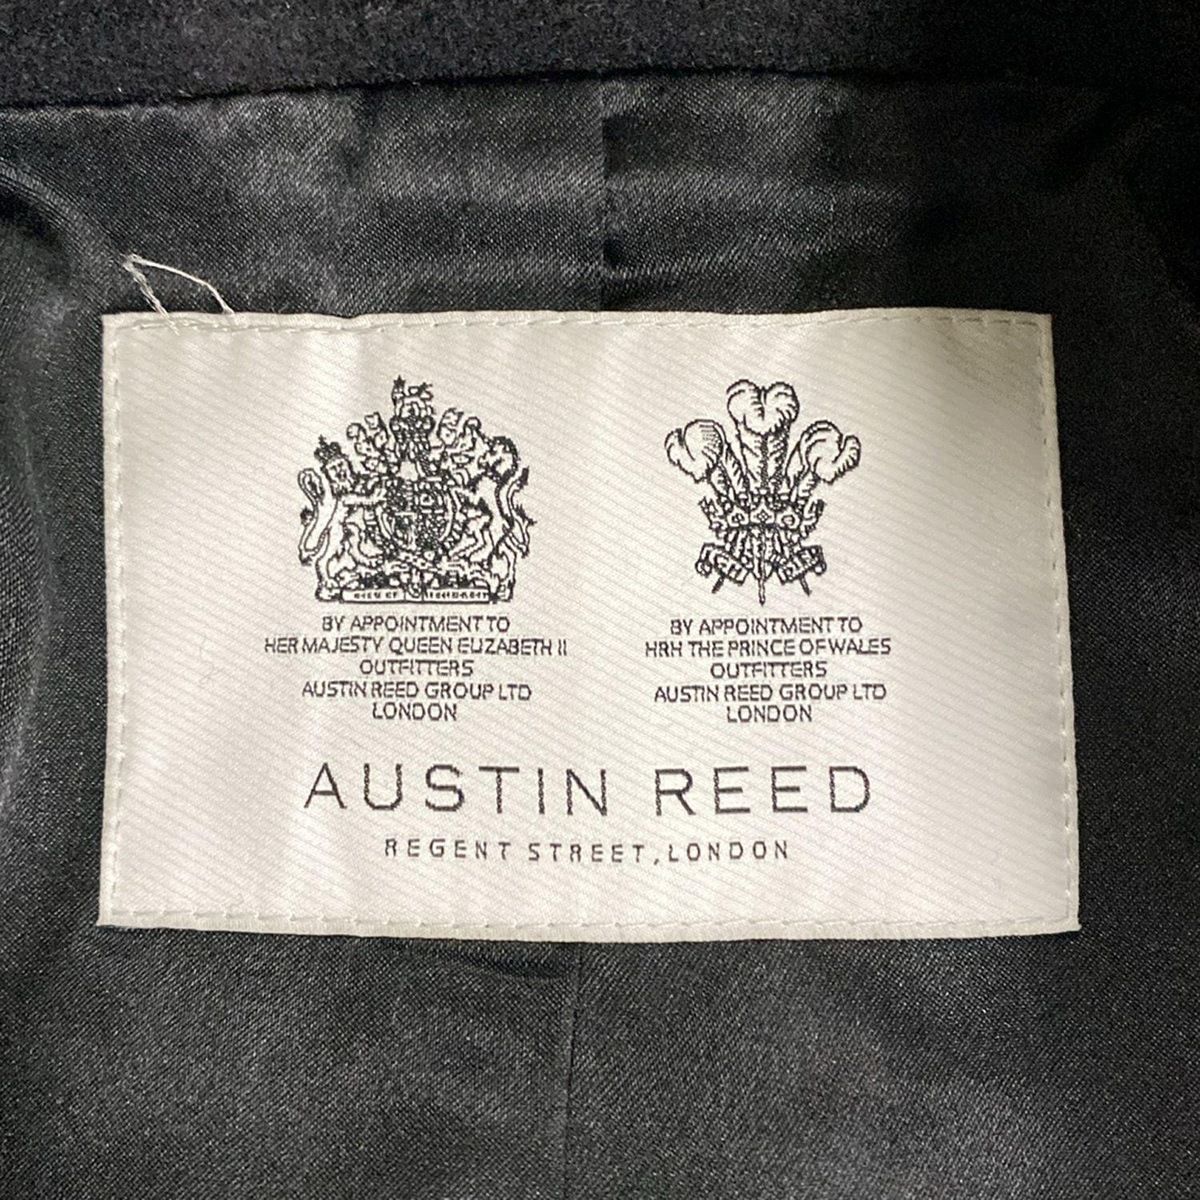 BY APPOINTMENT TO
HER MAJESTY QUEEN ELIZABETH II
OUTFITTERS
AUSTIN REED GROUP LTD
LONDON
BY APPOINTMENT TO
HRH THE PRINCE OF WALES
OUTFITTERS
AUSTIN REED GROUP LTD
LONDON
AUSTIN REED
REGENT STREET, LONDON